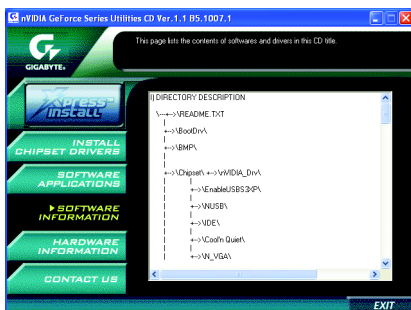 nVIDIA GeForce Series Utilities CD Ver.1.1 B5.1007.1
This page lists the contents of softwares and drivers in this CD title.
GIGABYTE
Xpress Install
INSTALL CHIPSET DRIVERS
SOFTWARE APPLICATIONS
SOFTWARE INFORMATION
HARDWARE INFORMATION
CONTACT US
I) DIRECTORY DESCRIPTION
\---+-->\README.TXT
+-->\BootDrv\
+-->\BMP\
+-->\Chipset\ +-->\nVIDIA_Drv\
+-->\EnableUSBS3XP\
+-->\NUSB\
+-->\IDE\
+-->\Cool'n Quiet\
+-->\N_VGA\
EXIT